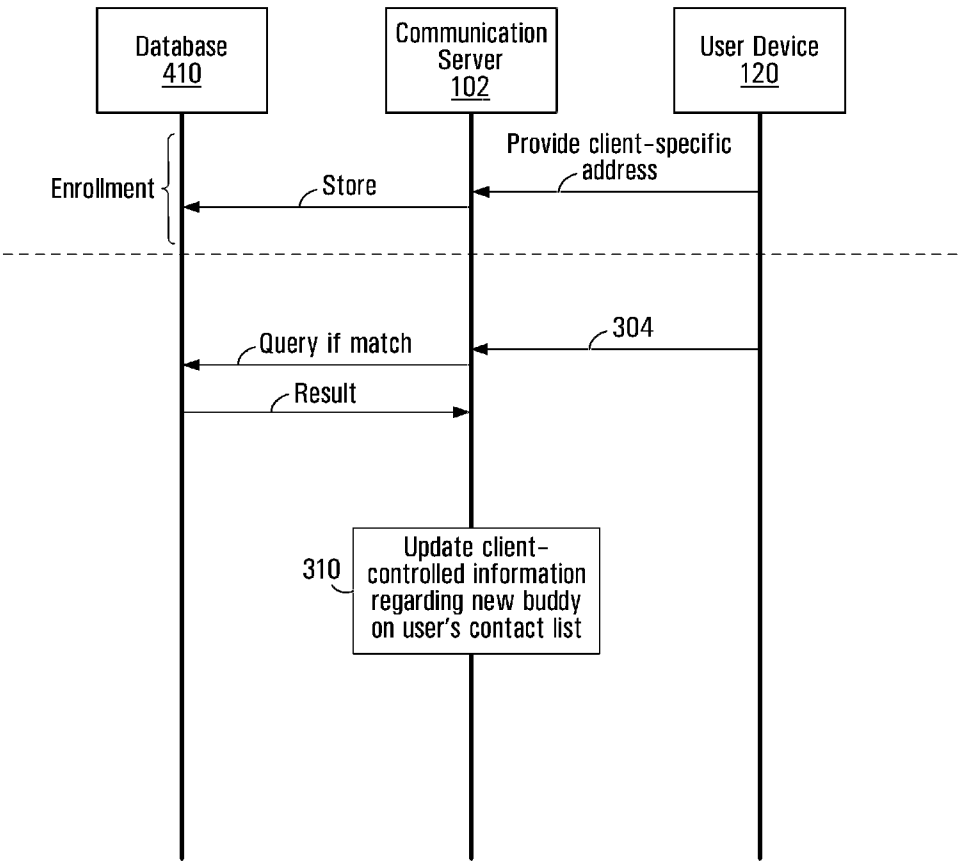 Database
410
Communication
Server
102
User Device
120
Enrollment
Store
Provide client-specific
address
304
Query if match
Result
310
Update client-
controlled information
regarding new buddy
on user's contact list